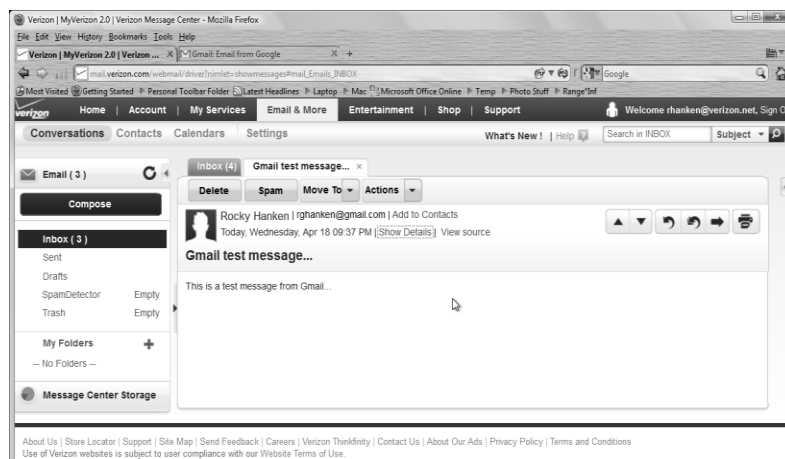 Verizon | MyVerizon 2.0 | Verizon Message Center - Mozilla Firefox
File Edit View History Bookmarks Tools Help
Verizon | MyVerizon 2.0 | Verizon ... × Gmail: Email from Google × +
mail.verizon.com/webmail/driver?nimlet=showmessages#mail_Emails_INBOX Google
Most Visited Getting Started Personal Toolbar Folder Latest Headlines Laptop Mac Microsoft Office Online Temp Photo Stuff Range*Inf
verizon Home | Account | My Services Email & More Entertainment | Shop | Support Welcome rhanken@verizon.net, Sign O
Conversations Contacts Calendars Settings What's New ! | Help Search in INBOX Subject
Email ( 3 ) Inbox (4) Gmail test message... ×
Delete Spam Move To Actions
Compose
Rocky Hanken | rghanken@gmail.com | Add to Contacts
Today, Wednesday, Apr 18 09:37 PM | Show Details | View source
Inbox ( 3 )
Gmail test message...
Sent
Drafts
This is a test message from Gmail...
SpamDetector Empty
Trash Empty
My Folders +
-- No Folders --
Message Center Storage
About Us | Store Locator | Support | Site Map | Send Feedback | Careers | Verizon Thinkfinity | Contact Us | About Our Ads | Privacy Policy | Terms and Conditions
Use of Verizon websites is subject to user compliance with our Website Terms of Use.